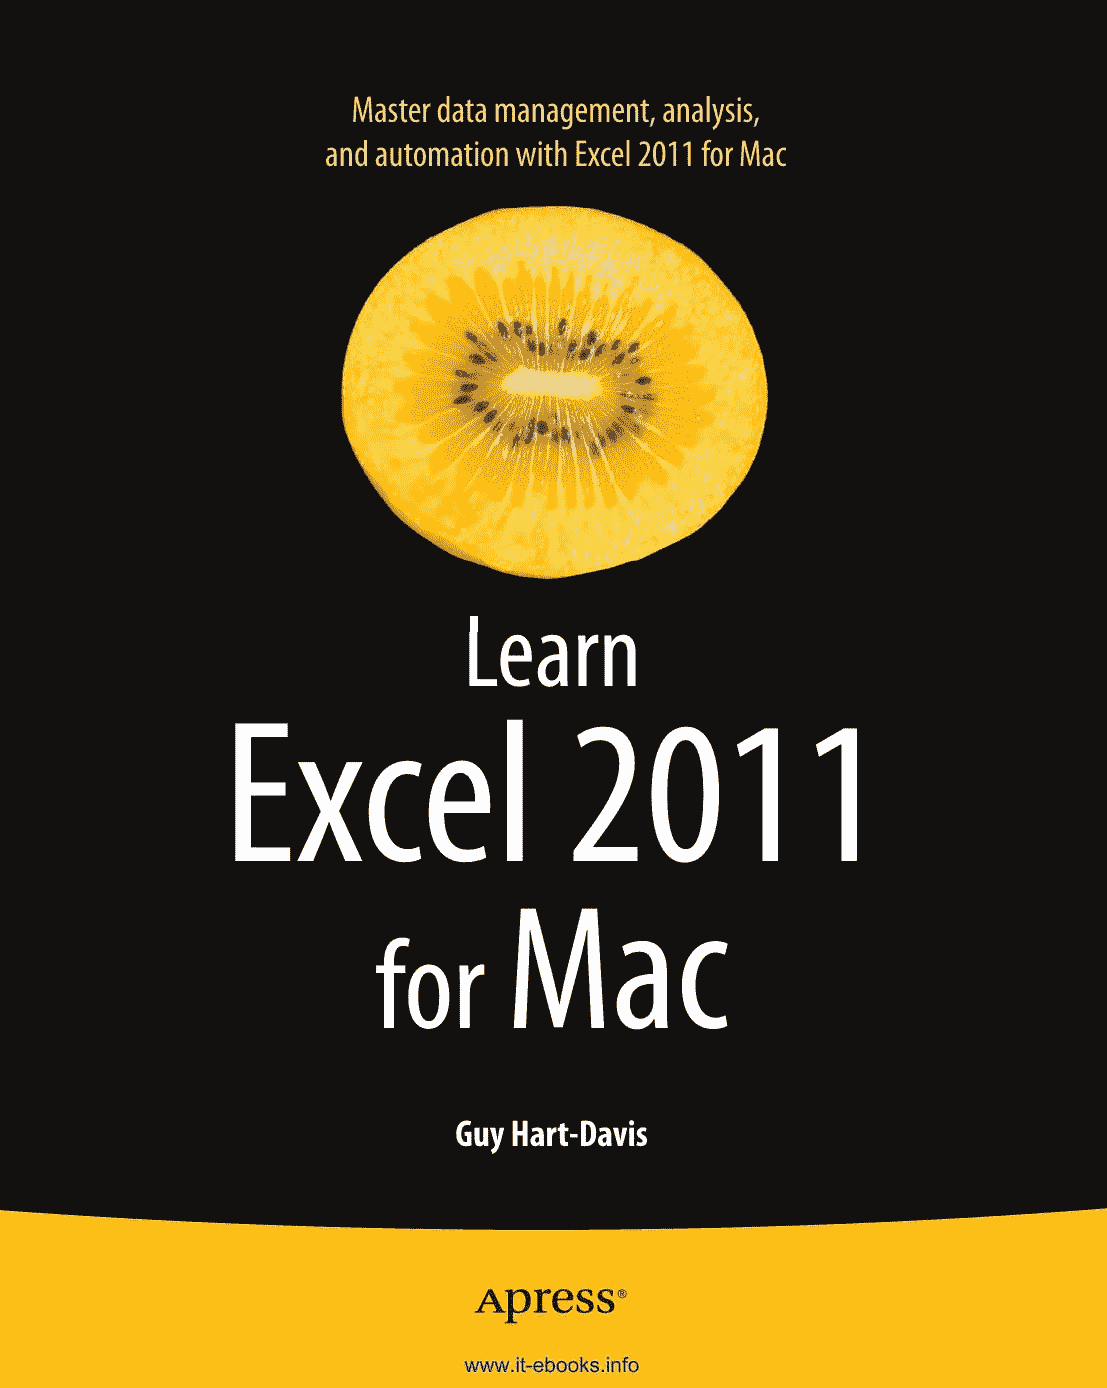 Master data management, analysis,
and automation with Excel 2011 for Mac
Learn
Excel 2011
for Mac
Guy Hart-Davis
Apress®
www.it-ebooks.info